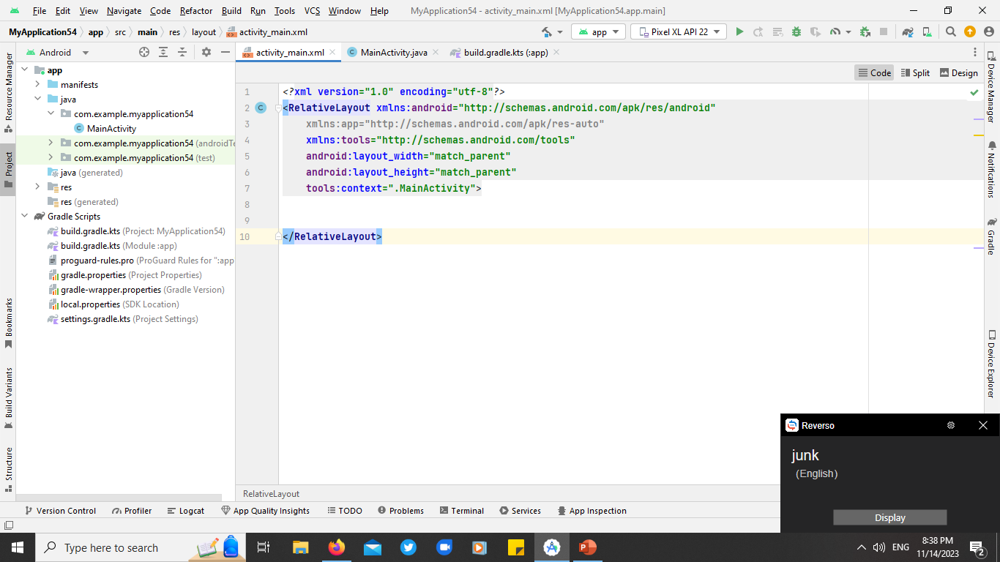 File Edit View Navigate Code Refactor Build Run Tools VCS Window Help MyApplication54 - activity_main.xml [MyApplication54.app.main]
MyApplication54 app src main res layout activity_main.xml app Pixel XL API 22
Resource Manager
Project
Bookmarks
Build Variants
Structure
Android
app
manifests
java
com.example.myapplication54
MainActivity
com.example.myapplication54 (androidTe
com.example.myapplication54 (test)
java (generated)
res
res (generated)
Gradle Scripts
build.gradle.kts (Project: MyApplication54)
build.gradle.kts (Module :app)
proguard-rules.pro (ProGuard Rules for ":app
gradle.properties (Project Properties)
gradle-wrapper.properties (Gradle Version)
local.properties (SDK Location)
settings.gradle.kts (Project Settings)
activity_main.xml MainActivity.java build.gradle.kts (:app)
Code Split Design
1 <?xml version="1.0" encoding="utf-8"?>
2 <RelativeLayout xmlns:android="http://schemas.android.com/apk/res/android"
3 xmlns:app="http://schemas.android.com/apk/res-auto"
4 xmlns:tools="http://schemas.android.com/tools"
5 android:layout_width="match_parent"
6 android:layout_height="match_parent"
7 tools:context=".MainActivity">
8
9
10 </RelativeLayout>
RelativeLayout
Device Manager
Notifications
Gradle
Device Explorer
Reverso
junk
(English)
Display
Version Control Profiler Logcat App Quality Insights TODO Problems Terminal Services App Inspection
Type here to search
ENG
8:38 PM
11/14/2023
2